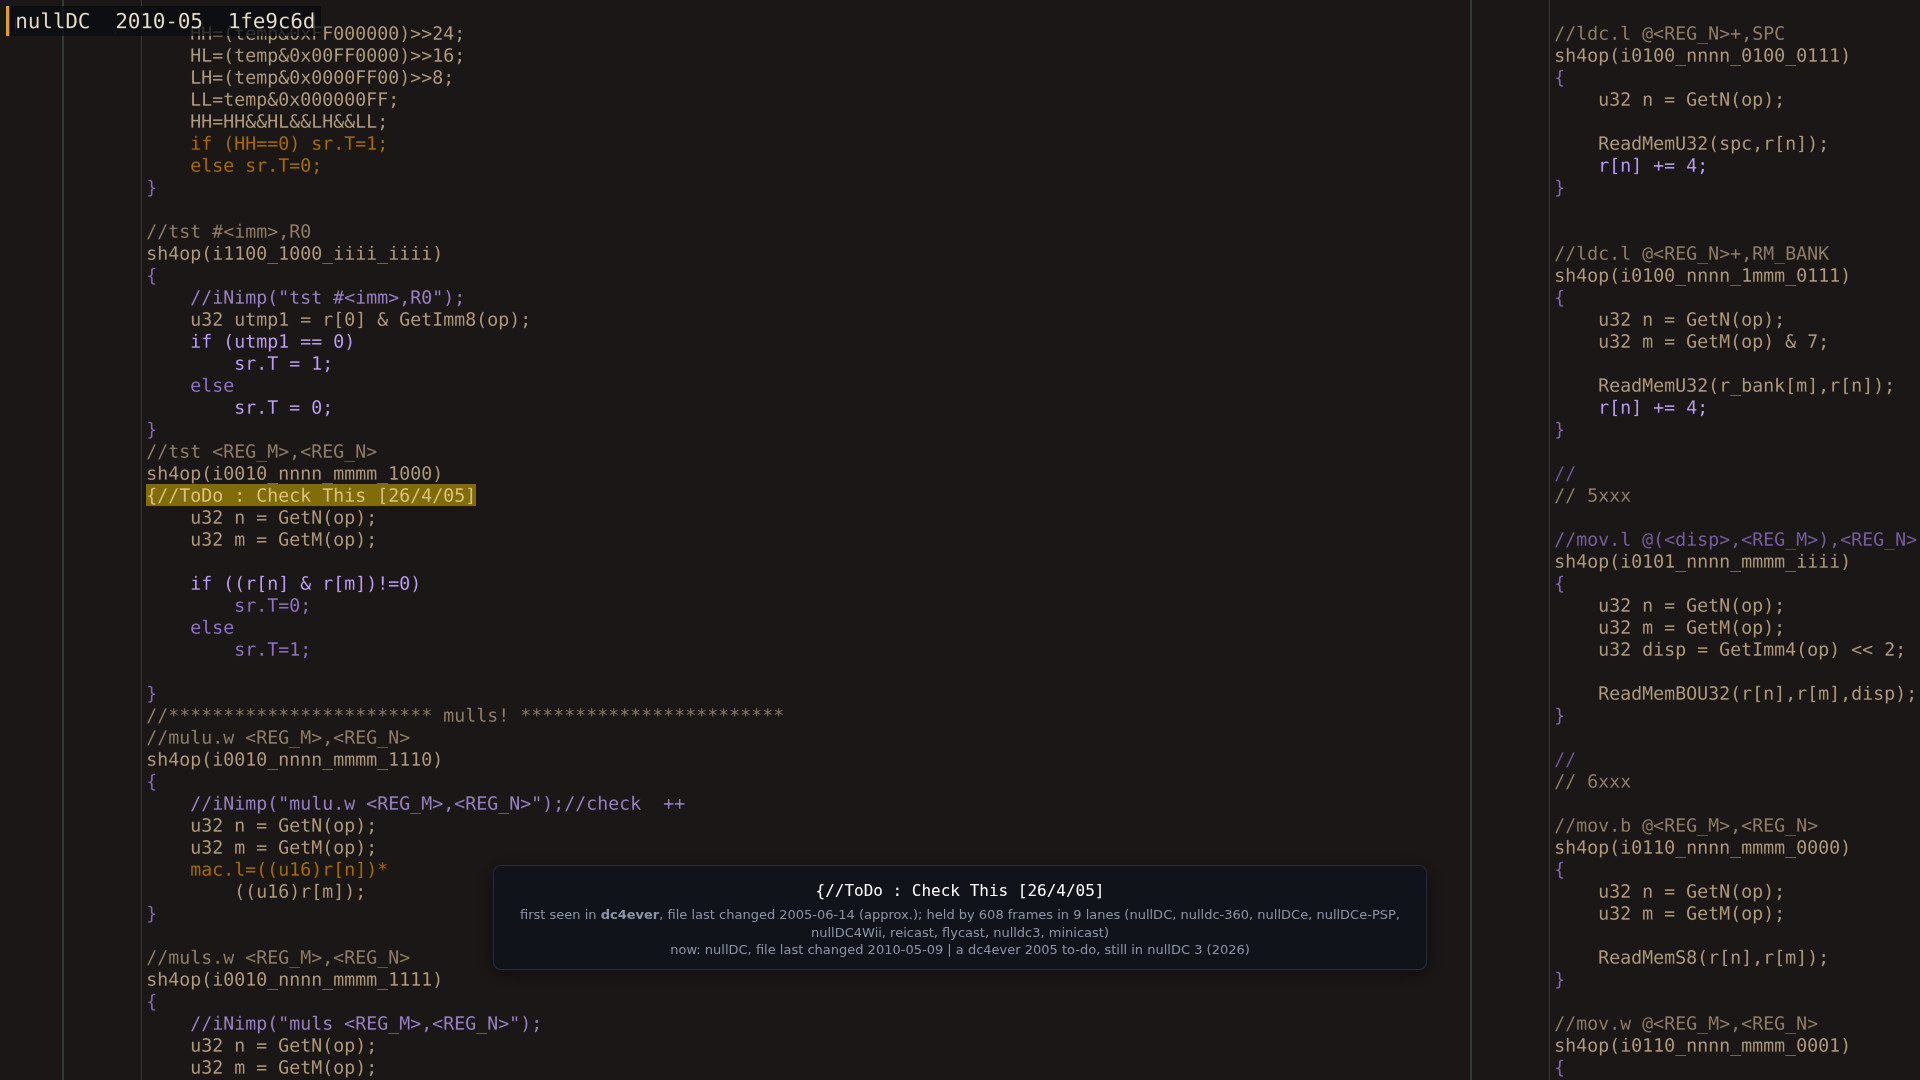 nullDC  2010-05  1fe9c6d
HH=(temp&0xFF000000)>>24;
HL=(temp&0x00FF0000)>>16;
LH=(temp&0x0000FF00)>>8;
LL=temp&0x000000FF;
HH=HH&&HL&&LH&&LL;
if (HH==0) sr.T=1;
else sr.T=0;
}
//tst #<imm>,R0
sh4op(i1100_1000_iiii_iiii)
{
//iNimp("tst #<imm>,R0");
u32 utmp1 = r[0] & GetImm8(op);
if (utmp1 == 0)
sr.T = 1;
else
sr.T = 0;
}
//tst <REG_M>,<REG_N>
sh4op(i0010_nnnn_mmmm_1000)
{//ToDo : Check This [26/4/05]
u32 n = GetN(op);
u32 m = GetM(op);
if ((r[n] & r[m])!=0)
sr.T=0;
else
sr.T=1;
}
//************************ mulls! ************************
//mulu.w <REG_M>,<REG_N>
sh4op(i0010_nnnn_mmmm_1110)
{
//iNimp("mulu.w <REG_M>,<REG_N>");//check  ++
u32 n = GetN(op);
u32 m = GetM(op);
mac.l=((u16)r[n])*
((u16)r[m]);
}
//muls.w <REG_M>,<REG_N>
sh4op(i0010_nnnn_mmmm_1111)
{
//iNimp("muls <REG_M>,<REG_N>");
u32 n = GetN(op);
u32 m = GetM(op);
{//ToDo : Check This [26/4/05]
first seen in dc4ever, file last changed 2005-06-14 (approx.); held by 608 frames in 9 lanes (nullDC, nulldc-360, nullDCe, nullDCe-PSP,
nullDC4Wii, reicast, flycast, nulldc3, minicast)
now: nullDC, file last changed 2010-05-09 | a dc4ever 2005 to-do, still in nullDC 3 (2026)
//ldc.l @<REG_N>+,SPC
sh4op(i0100_nnnn_0100_0111)
{
u32 n = GetN(op);
ReadMemU32(spc,r[n]);
r[n] += 4;
}
//ldc.l @<REG_N>+,RM_BANK
sh4op(i0100_nnnn_1mmm_0111)
{
u32 n = GetN(op);
u32 m = GetM(op) & 7;
ReadMemU32(r_bank[m],r[n]);
r[n] += 4;
}
//
// 5xxx
//mov.l @(<disp>,<REG_M>),<REG_N>
sh4op(i0101_nnnn_mmmm_iiii)
{
u32 n = GetN(op);
u32 m = GetM(op);
u32 disp = GetImm4(op) << 2;
ReadMemBOU32(r[n],r[m],disp);
}
//
// 6xxx
//mov.b @<REG_M>,<REG_N>
sh4op(i0110_nnnn_mmmm_0000)
{
u32 n = GetN(op);
u32 m = GetM(op);
ReadMemS8(r[n],r[m]);
}
//mov.w @<REG_M>,<REG_N>
sh4op(i0110_nnnn_mmmm_0001)
{